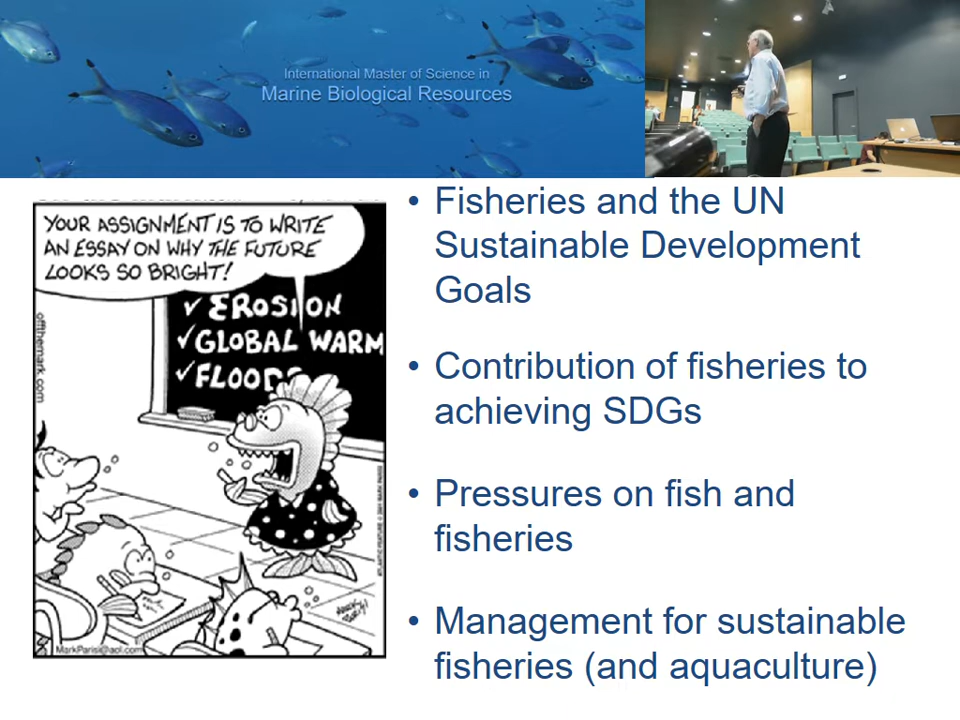 International Master of Science in
Marine Biological Resources
YOUR ASSIGNMENT IS TO WRITE
AN ESSAY ON WHY THE FUTURE
LOOKS SO BRIGHT!
✓ EROSION
✓ GLOBAL WARM
✓ FLOODS
offthemark.com
MarkParisi@aol.com
• Fisheries and the UN
Sustainable Development
Goals
• Contribution of fisheries to
achieving SDGs
• Pressures on fish and
fisheries
• Management for sustainable
fisheries (and aquaculture)